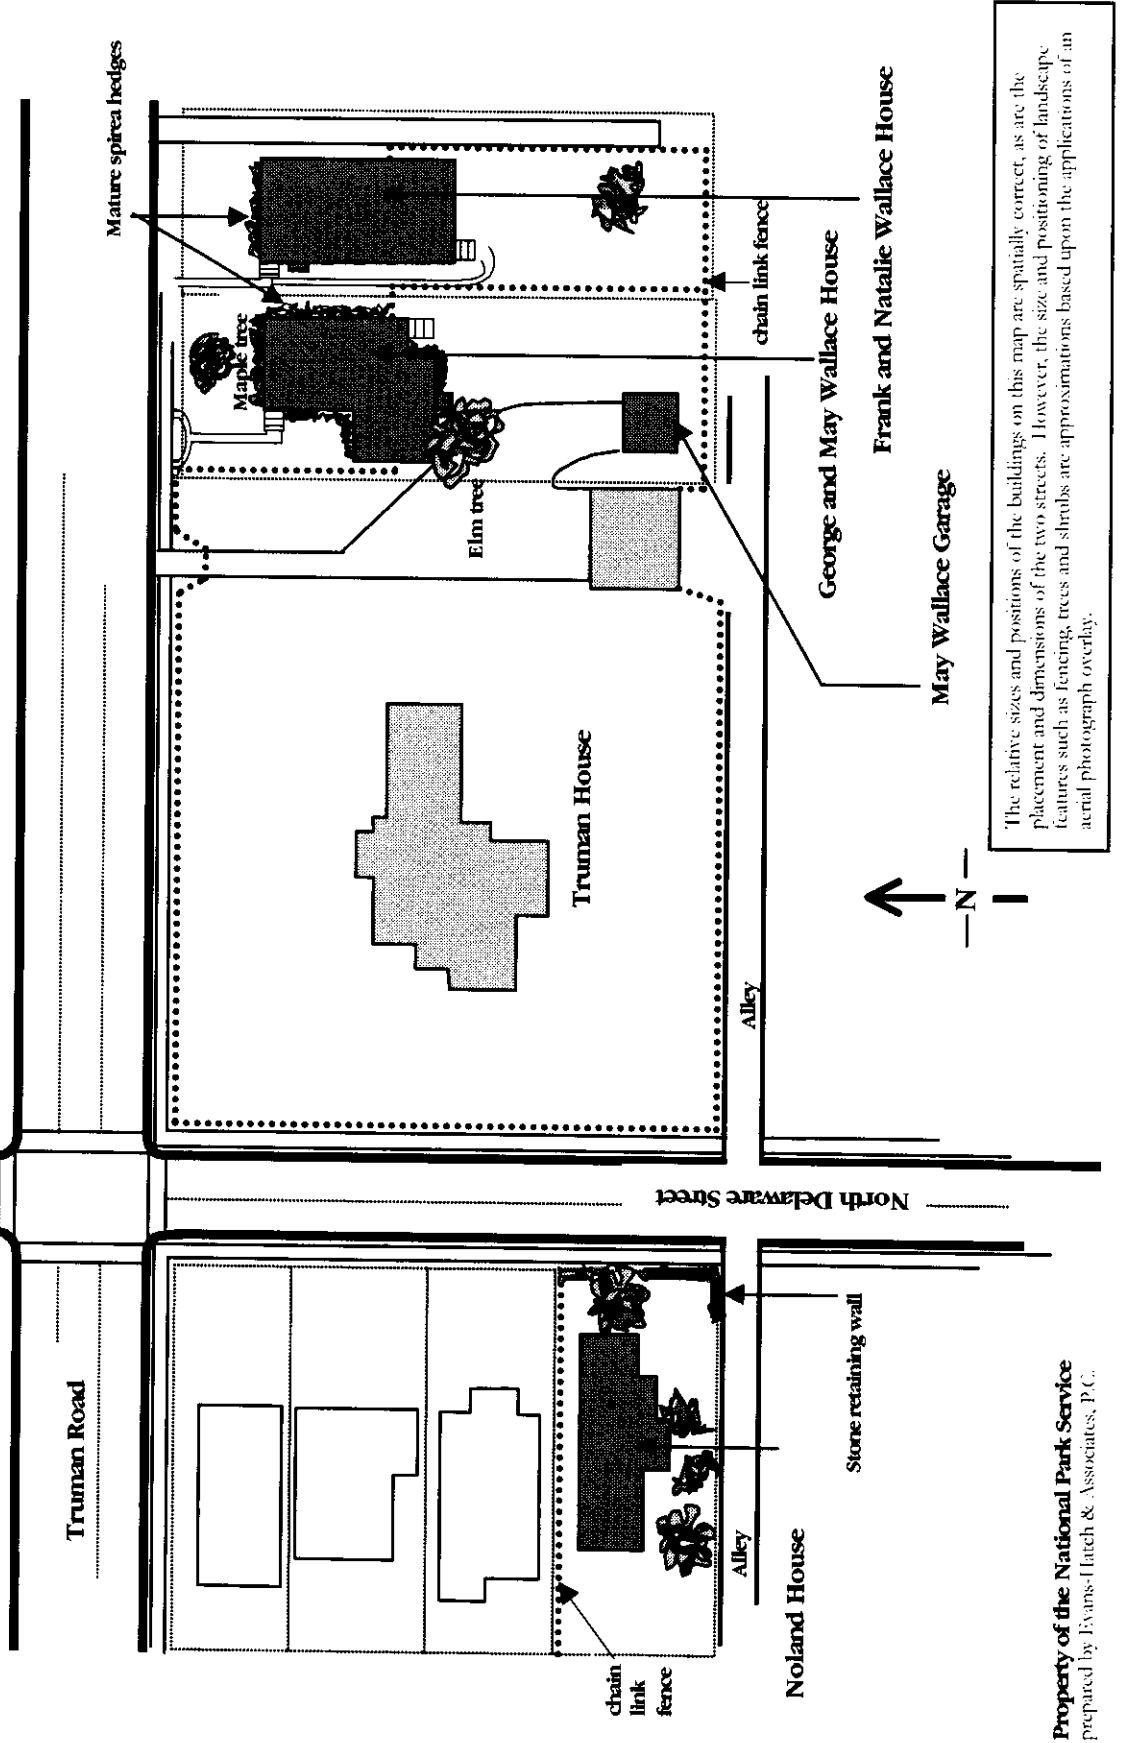 Truman Road
Mature spirea hedges
Maple tree
Elm tree
chain link fence
George and May Wallace House
Frank and Natalie Wallace House
May Wallace Garage
Truman House
Alley
North Delaware Street
N
chain
link
fence
Noland House
Alley
Stone retaining wall
The relative sizes and positions of the buildings on this map are spatially correct, as are the
placement and dimensions of the two streets. However, the size and positioning of landscape
features such as fencing, trees and shrubs are approximations based upon the applications of an
aerial photograph overlay.
Property of the National Park Service
prepared by Evans-Hatch & Associates, P.C.